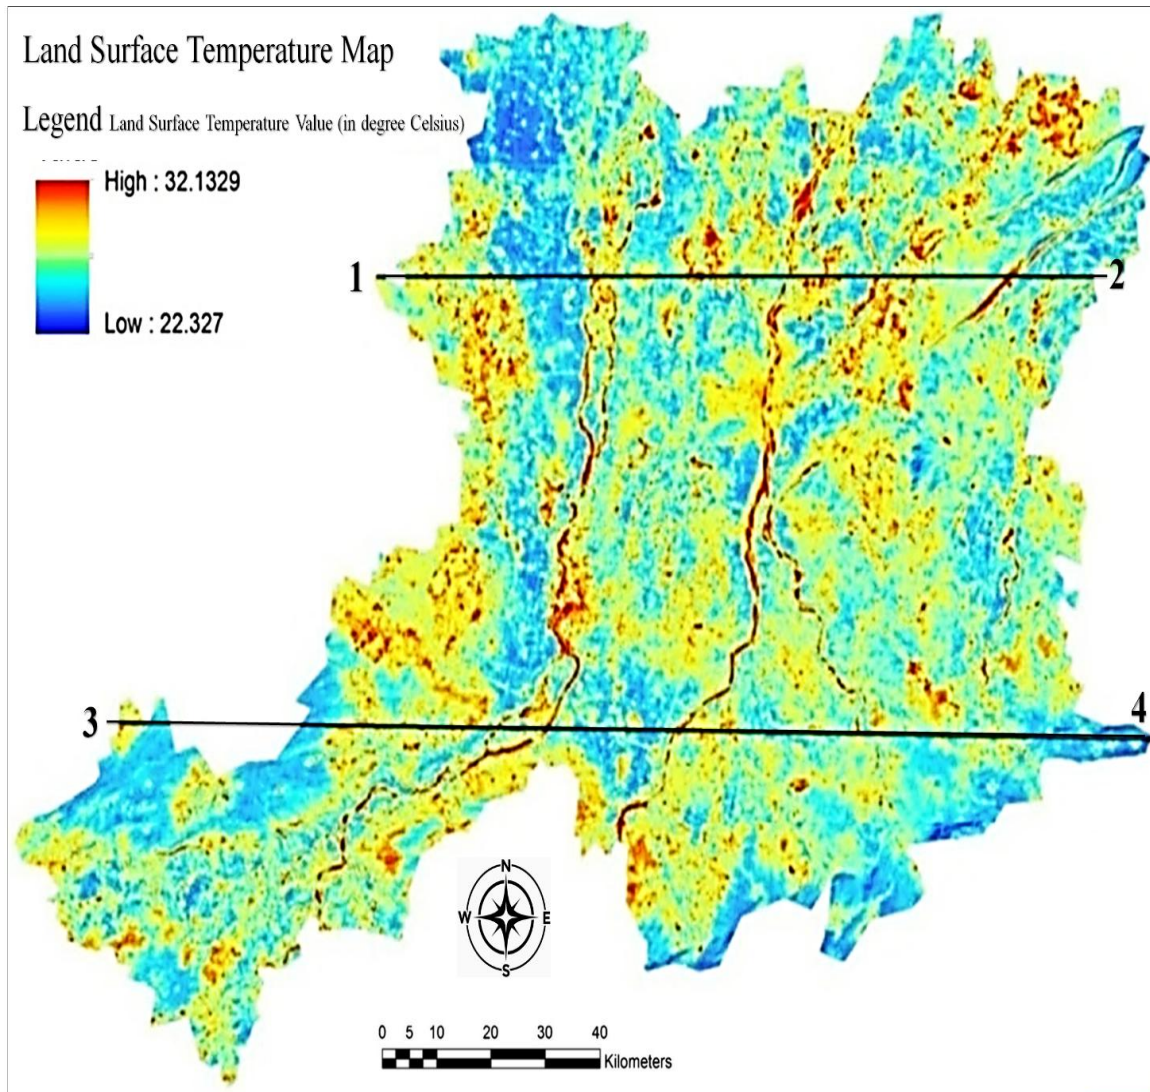 Land Surface Temperature Map
Legend Land Surface Temperature Value (in degree Celsius)
High : 32.1329
Low : 22.327
1
2
3
4
N
W E
S
0 5 10 20 30 40
Kilometers